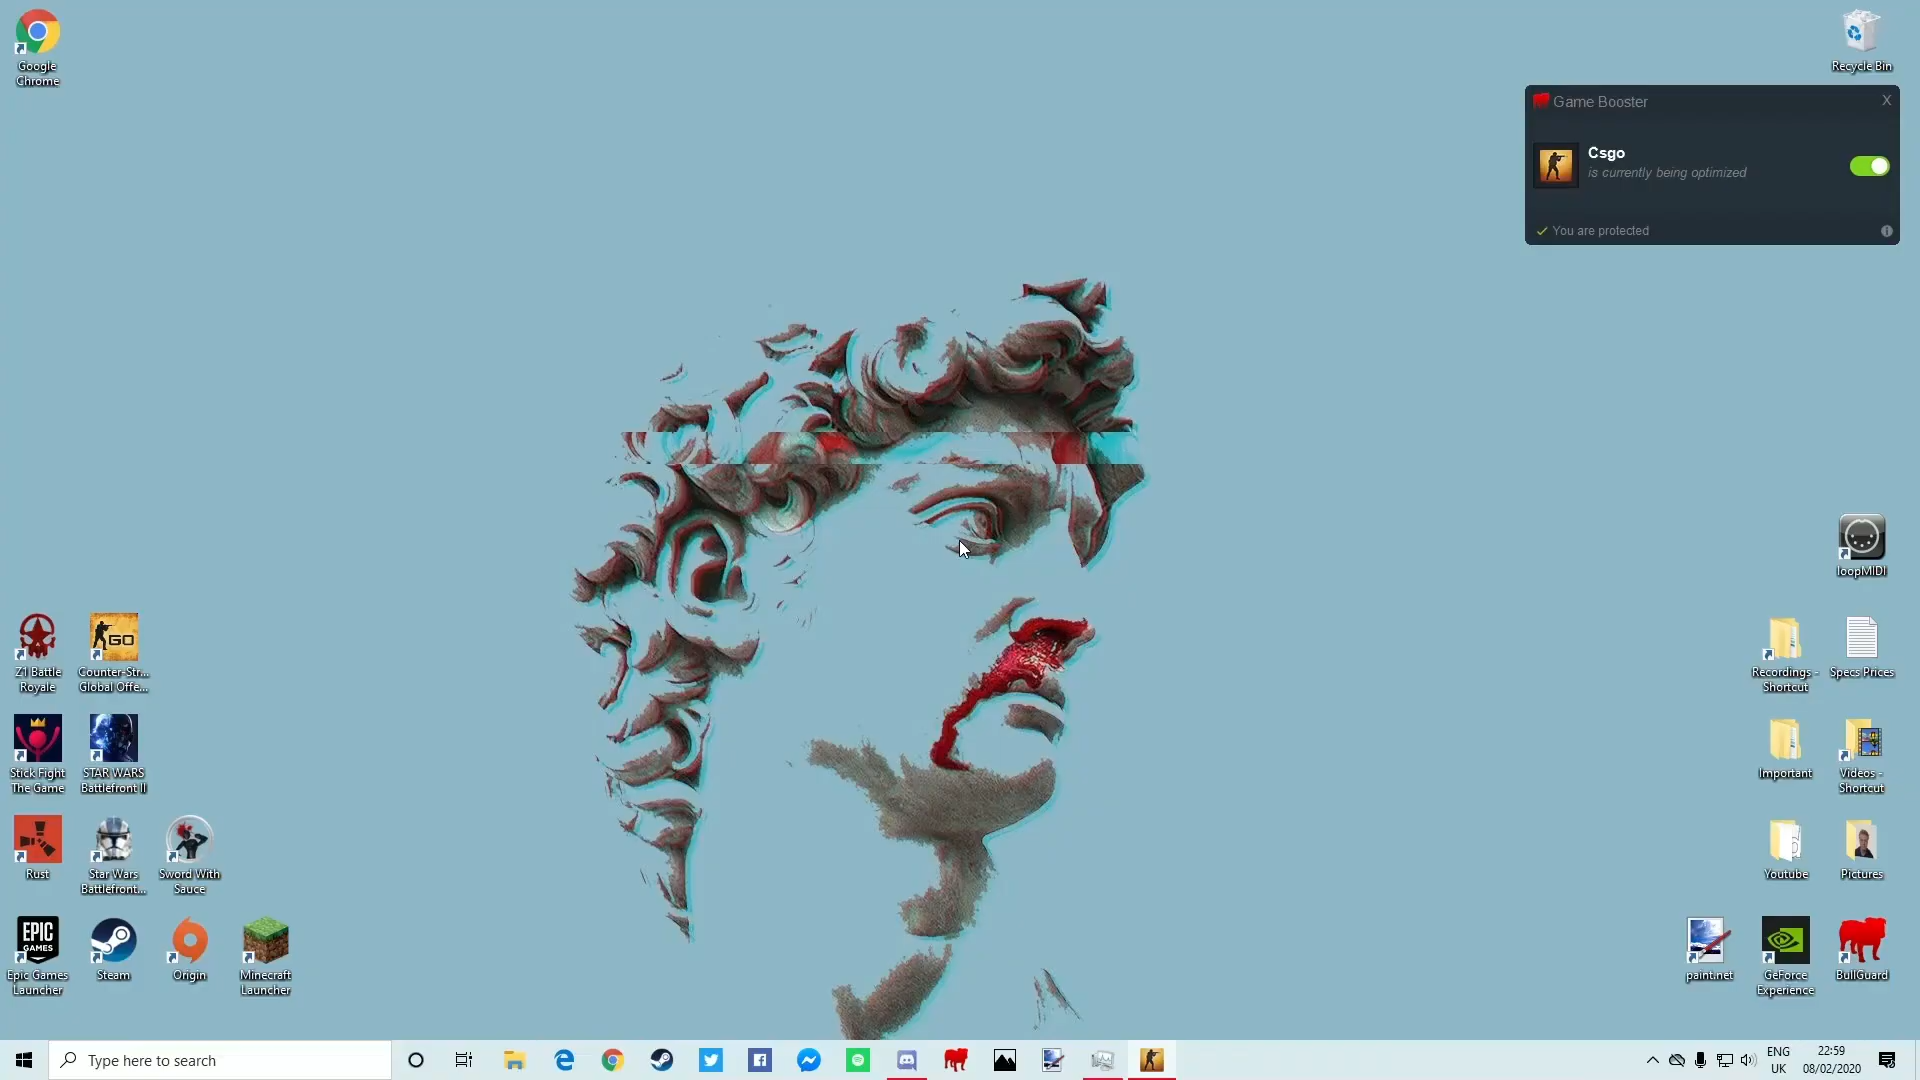 Google
Chrome
Recycle Bin
Game Booster
X
Csgo
is currently being optimized
You are protected
loopMIDI
Z1 Battle
Royale
GO
Counter-Str...
Global Offe...
Recordings -
Shortcut
Specs Prices
Stick Fight
The Game
STAR WARS
Battlefront II
Important
Videos -
Shortcut
Rust
Star Wars
Battlefront...
Sword With
Sauce
Youtube
Pictures
EPIC
GAMES
Epic Games
Launcher
Steam
Origin
Minecraft
Launcher
paint.net
GeForce
Experience
BullGuard
Type here to search
ENG
UK
22:59
08/02/2020